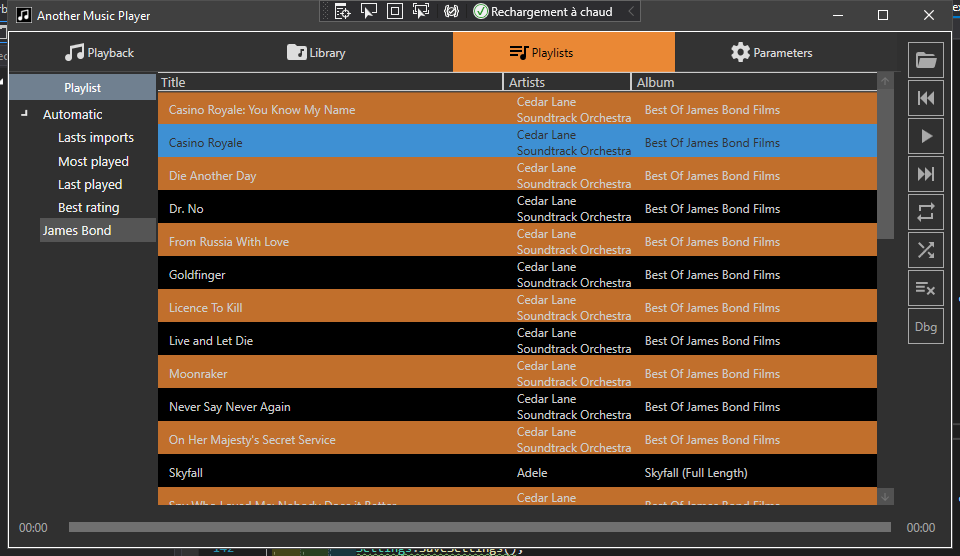 Another Music Player
Rechargement à chaud
Playback
Library
Playlists
Parameters
Playlist
Automatic
Lasts imports
Most played
Last played
Best rating
James Bond
Title Artists Album
Casino Royale: You Know My Name Cedar Lane Soundtrack Orchestra Best Of James Bond Films
Casino Royale Cedar Lane Soundtrack Orchestra Best Of James Bond Films
Die Another Day Cedar Lane Soundtrack Orchestra Best Of James Bond Films
Dr. No Cedar Lane Soundtrack Orchestra Best Of James Bond Films
From Russia With Love Cedar Lane Soundtrack Orchestra Best Of James Bond Films
Goldfinger Cedar Lane Soundtrack Orchestra Best Of James Bond Films
Licence To Kill Cedar Lane Soundtrack Orchestra Best Of James Bond Films
Live and Let Die Cedar Lane Soundtrack Orchestra Best Of James Bond Films
Moonraker Cedar Lane Soundtrack Orchestra Best Of James Bond Films
Never Say Never Again Cedar Lane Soundtrack Orchestra Best Of James Bond Films
On Her Majesty's Secret Service Cedar Lane Soundtrack Orchestra Best Of James Bond Films
Skyfall Adele Skyfall (Full Length)
Spy Who Loved Me: Nobody Does it Better Cedar Lane
Dbg
00:00
00:00
142 Settings.SaveSettings();